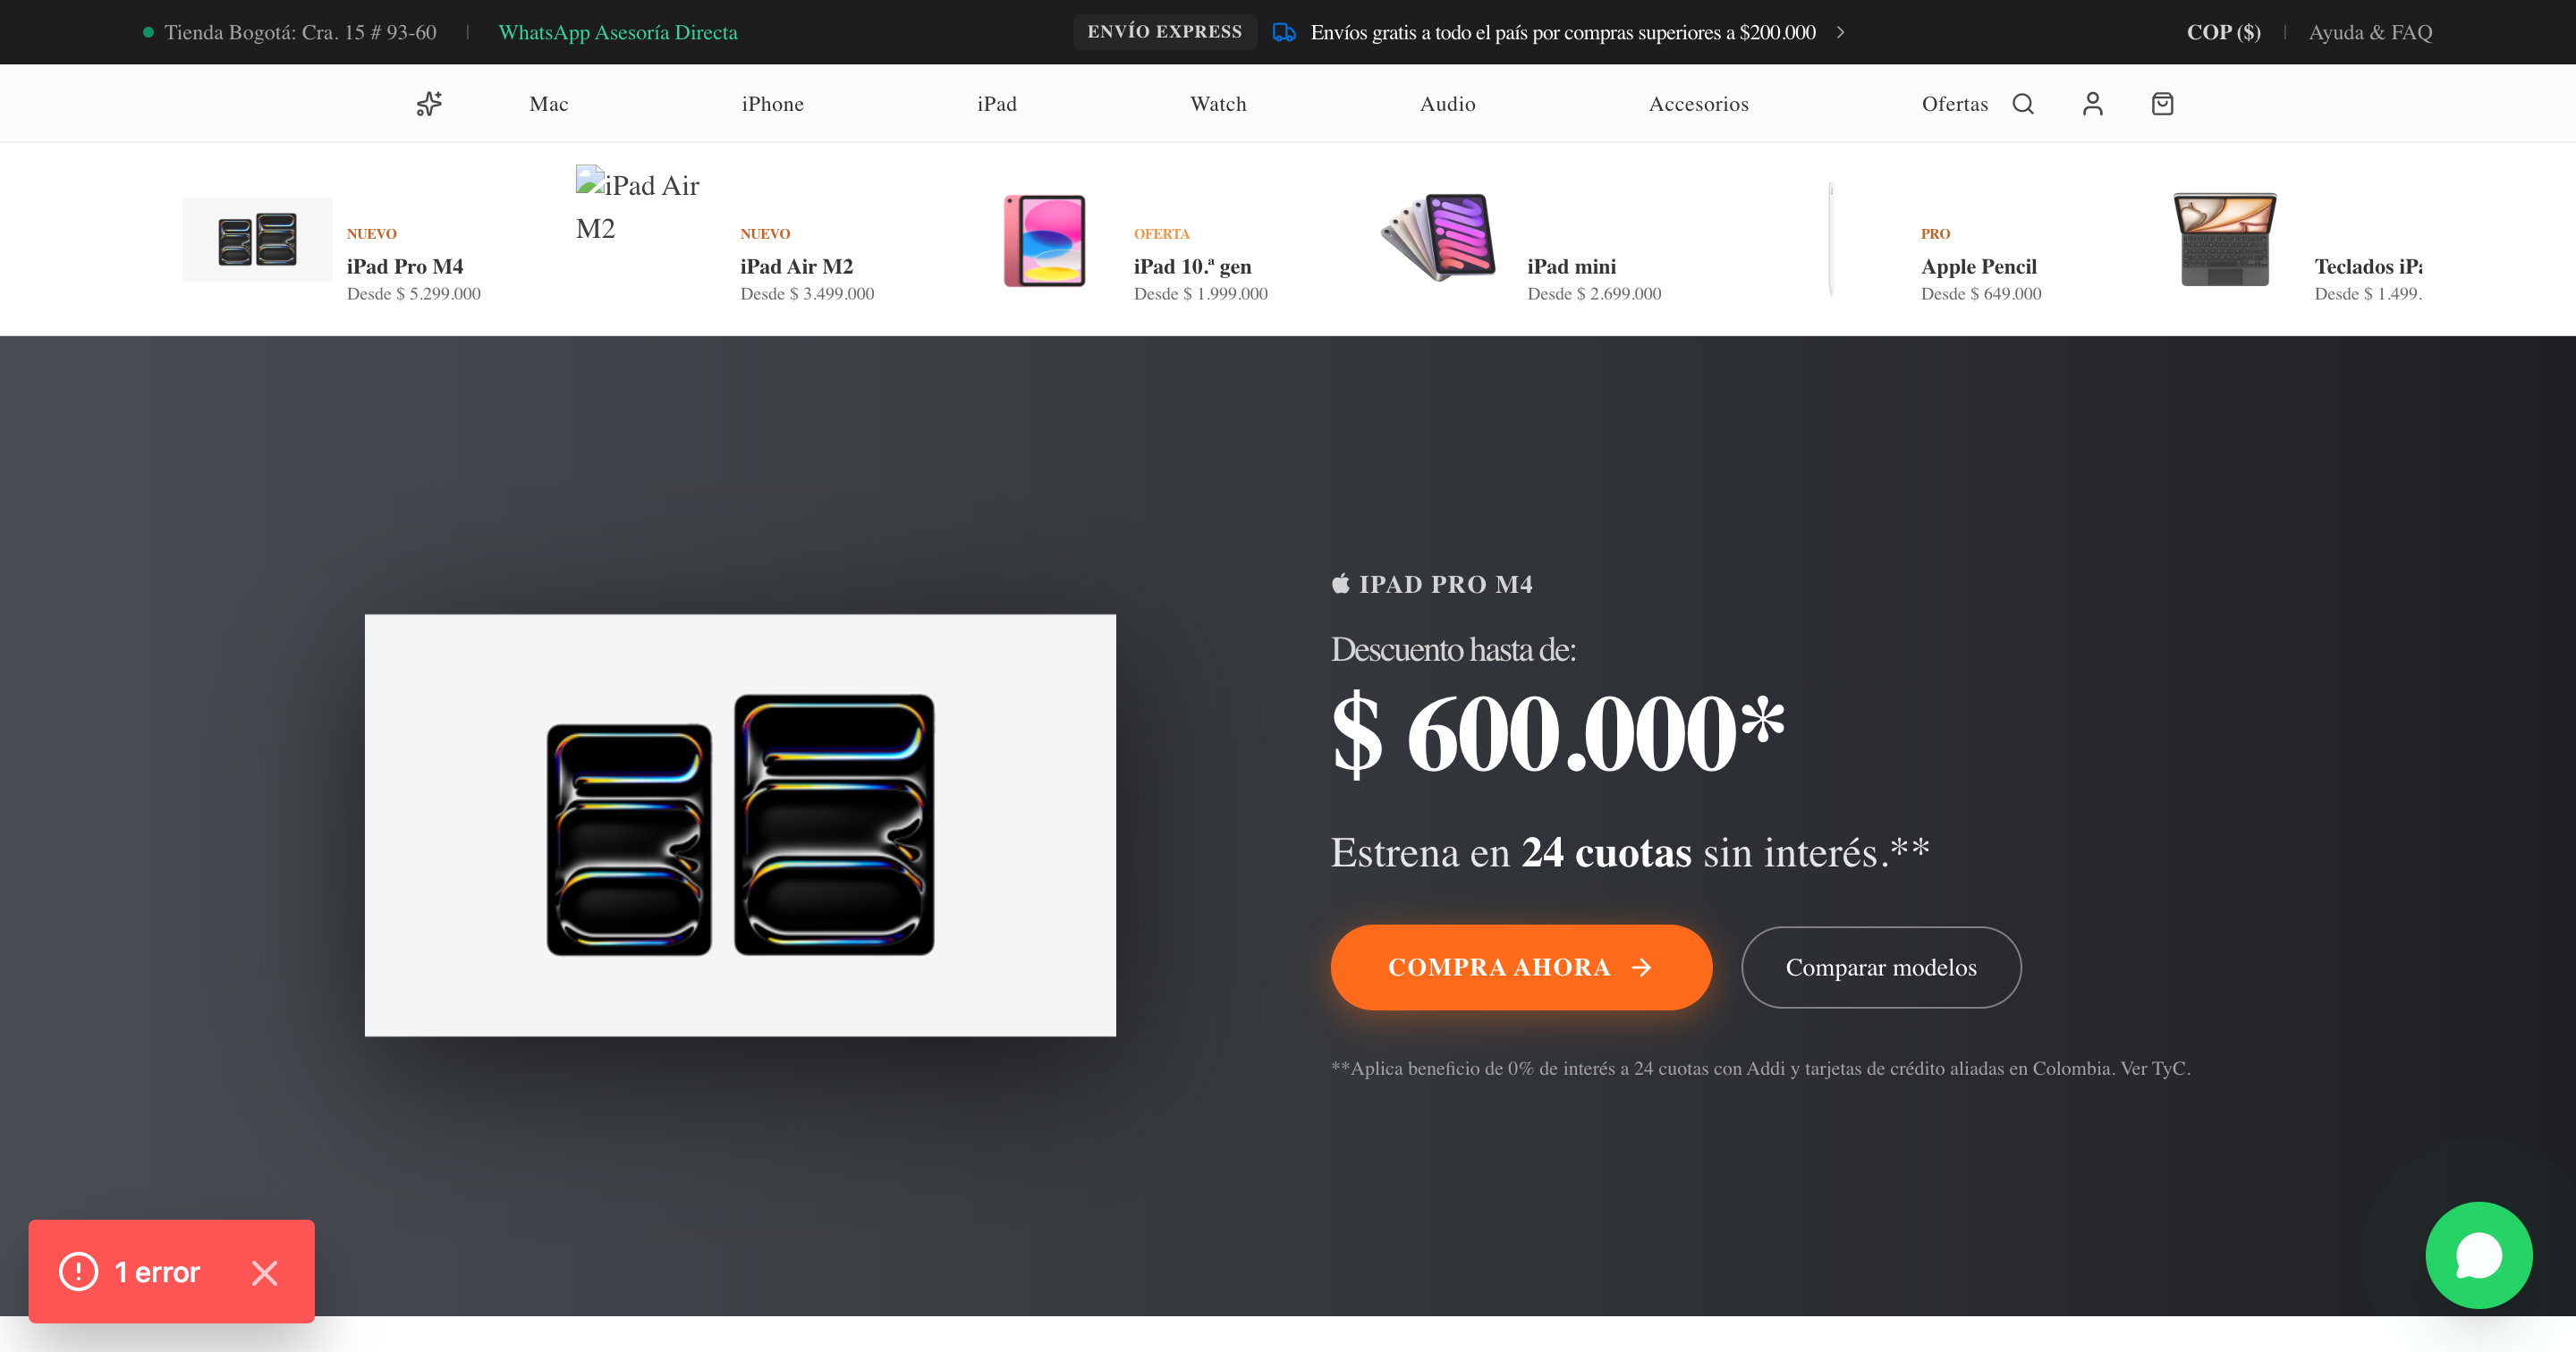 Tienda Bogotá: Cra. 15 # 93-60 | WhatsApp Asesoría Directa
ENVÍO EXPRESS Envíos gratis a todo el país por compras superiores a $200.000
COP ($) | Ayuda & FAQ
Mac iPhone iPad Watch Audio Accesorios Ofertas
NUEVO
iPad Pro M4
Desde $ 5.299.000
iPad Air
M2
NUEVO
iPad Air M2
Desde $ 3.499.000
OFERTA
iPad 10.ª gen
Desde $ 1.999.000
iPad mini
Desde $ 2.699.000
PRO
Apple Pencil
Desde $ 649.000
Teclados iPa
Desde $ 1.499.
IPAD PRO M4
Descuento hasta de:
$ 600.000*
Estrena en 24 cuotas sin interés.**
COMPRA AHORA
Comparar modelos
**Aplica beneficio de 0% de interés a 24 cuotas con Addi y tarjetas de crédito aliadas en Colombia. Ver TyC.
1 error